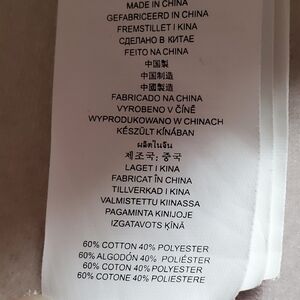 MADE IN CHINA
GEFABRICEERD IN CHINA
FREMSTILLET I KINA
СДЕЛАНО В КИТАЕ
FEITO NA CHINA
中国製
中国制造
中國製造
FABRICADO NA CHINA
VYROBENO V ČÍNĚ
WYPRODUKOWANO W CHINACH
KÉSZÜLT KÍNÁBAN
ผลิตในจีน
제조국: 중국
LAGET I KINA
FABRICAT ÎN CHINA
TILLVERKAD I KINA
VALMISTETTU KIINASSA
PAGAMINTA KINIJOJE
IZGATAVOTS ĶĪNĀ
60% COTTON 40% POLYESTER
60% ALGODÓN 40% POLIÉSTER
60% COTON 40% POLYESTER
60% COTONE 40% POLIESTERE